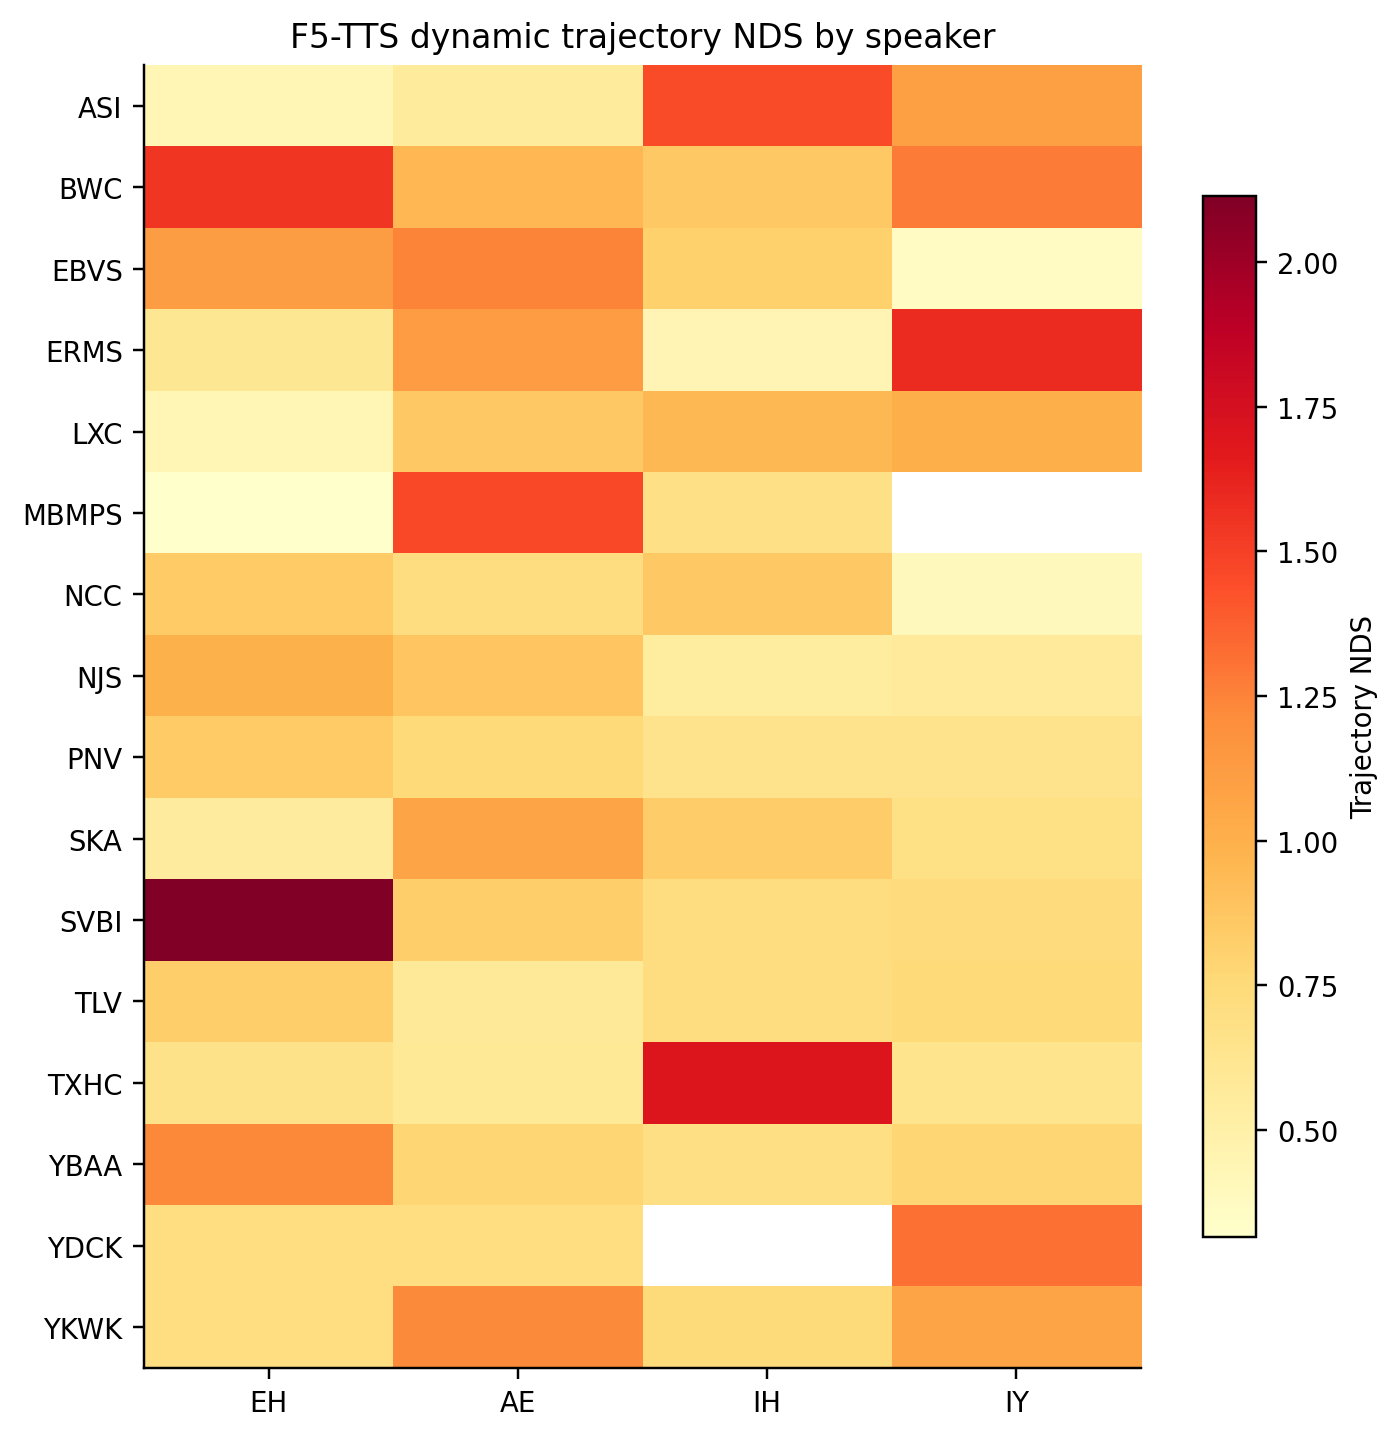 F5-TTS dynamic trajectory NDS by speaker
ASI
BWC
EBVS
ERMS
LXC
MBMPS
NCC
NJS
PNV
SKA
SVBI
TLV
TXHC
YBAA
YDCK
YKWK
EH AE IH IY
2.00
1.75
1.50
1.25
1.00
0.75
0.50
Trajectory NDS